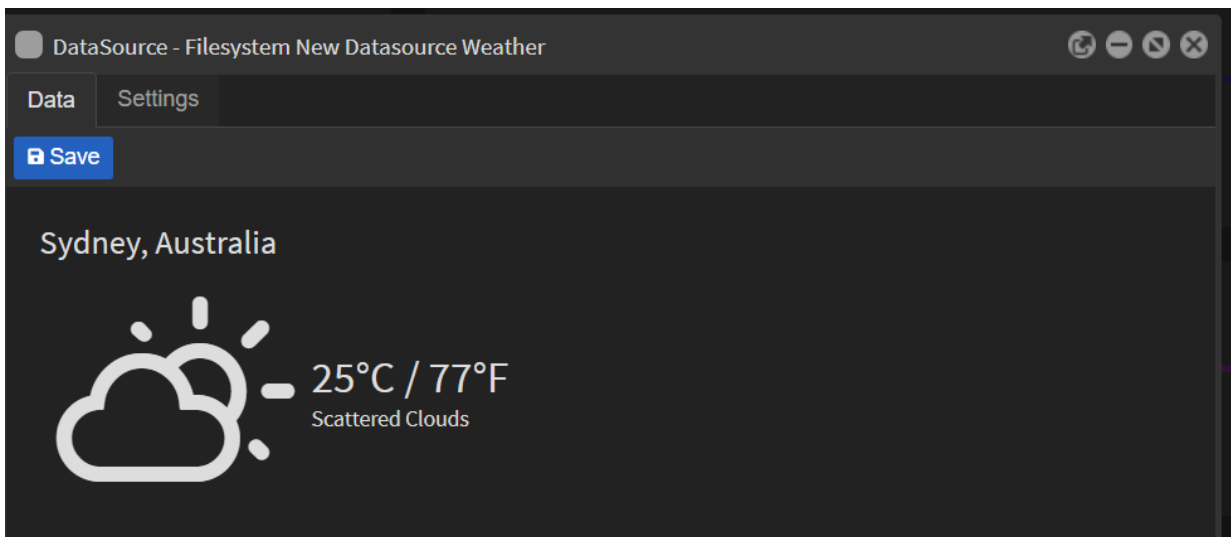 DataSource - Filesystem New Datasource Weather
Data Settings
Save
Sydney, Australia
25°C / 77°F
Scattered Clouds